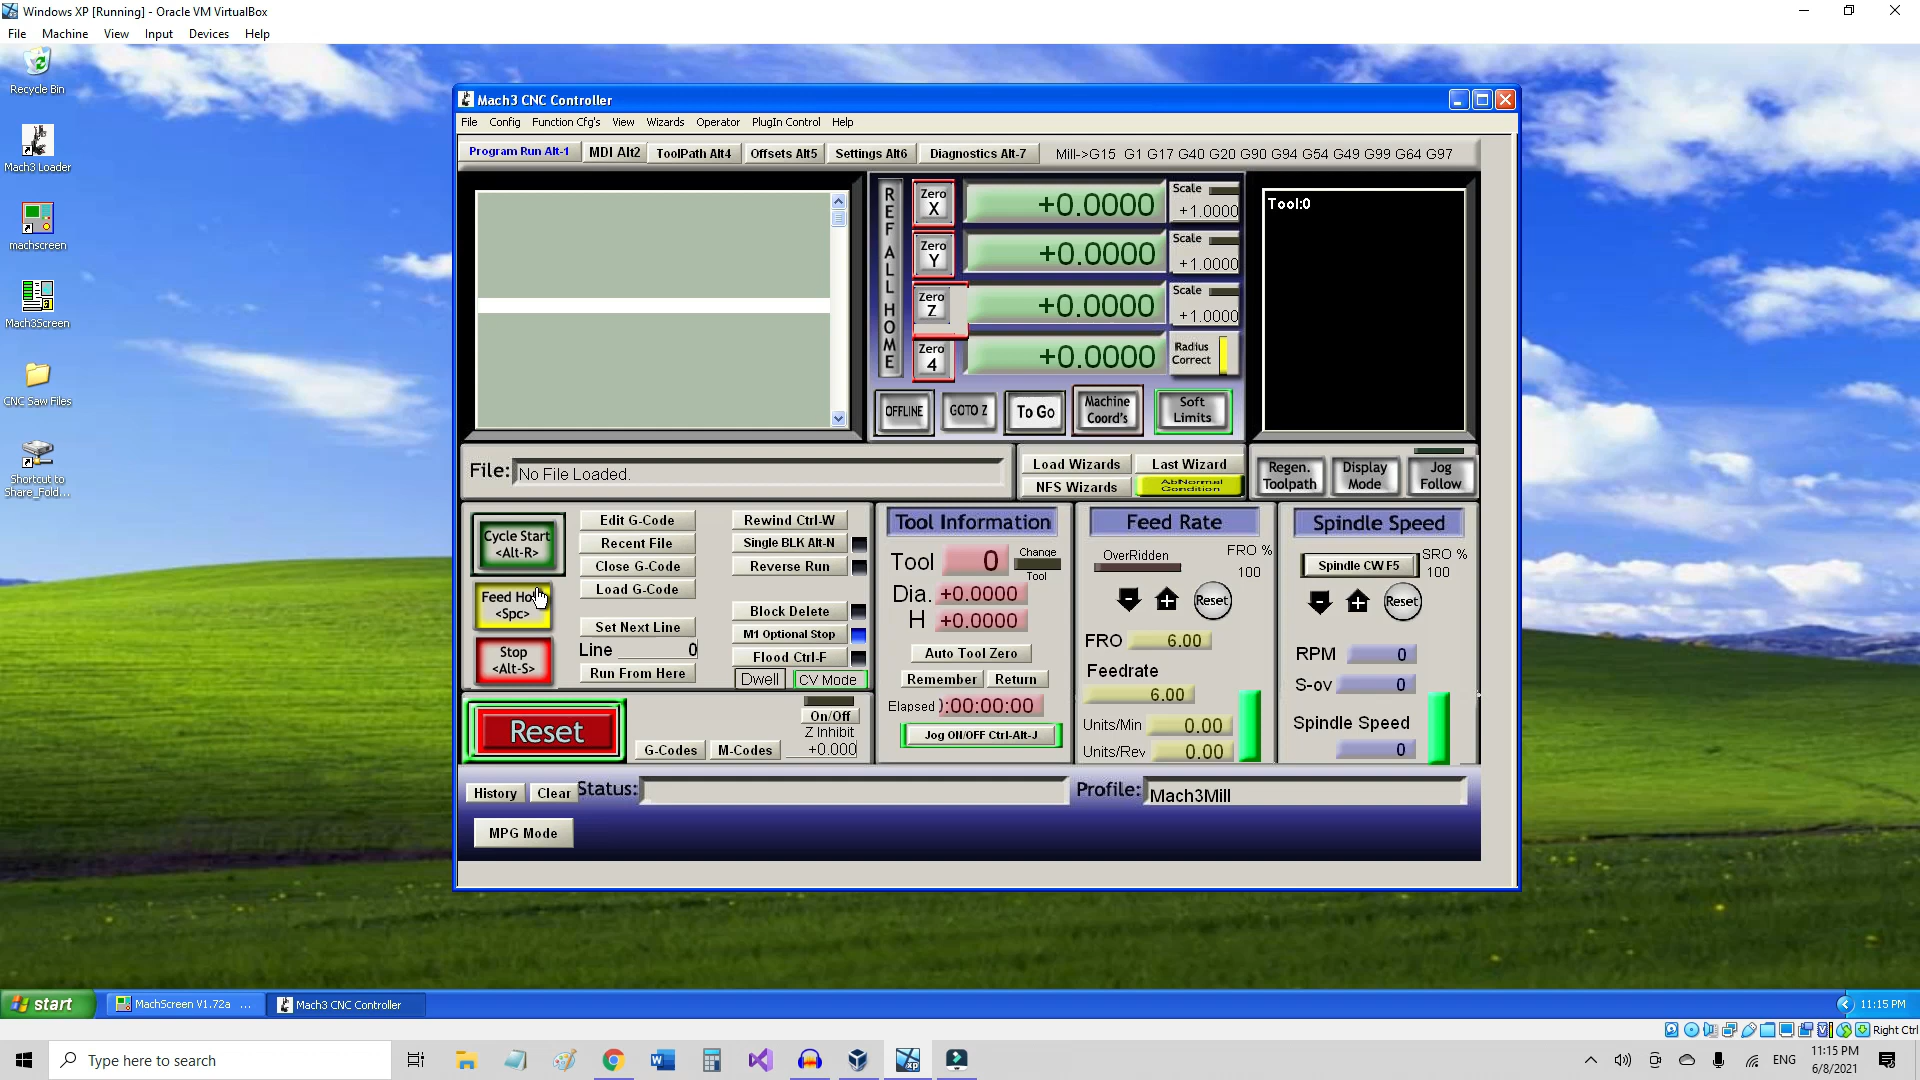 Windows XP [Running] - Oracle VM VirtualBox
File Machine View Input Devices Help
Recycle Bin
Mach3 Loader
machscreen
Mach3Screen
CNC Saw Files
Shortcut to
Share_Fold...
Mach3 CNC Controller
File Config Function Cfg's View Wizards Operator PlugIn Control Help
Program Run Alt-1 MDI Alt2 ToolPath Alt4 Offsets Alt5 Settings Alt6 Diagnostics Alt-7 Mill->G15 G1 G17 G40 G20 G90 G94 G54 G49 G99 G64 G97
REF ALL HOME
Zero X +0.0000 Scale +1.0000
Zero Y +0.0000 Scale +1.0000
Zero Z +0.0000 Scale +1.0000
Zero 4 +0.0000 Radius Correct
OFFLINE GOTO Z To Go Machine Coord's Soft Limits
Tool:0
File: No File Loaded.
Load Wizards Last Wizard
NFS Wizards AbNormal Condition
Regen. Toolpath Display Mode Jog Follow
Cycle Start <Alt-R>
Feed Ho <Spc>
Stop <Alt-S>
Edit G-Code
Recent File
Close G-Code
Load G-Code
Set Next Line
Line 0
Run From Here
Rewind Ctrl-W
Single BLK Alt-N
Reverse Run
Block Delete
M1 Optional Stop
Flood Ctrl-F
Dwell CV Mode
Reset
G-Codes M-Codes
On/Off
Z Inhibit
+0.000
Tool Information
Tool 0 Change Tool
Dia. +0.0000
H +0.0000
Auto Tool Zero
Remember Return
Elapsed ):00:00:00
Jog ON/OFF Ctrl-Alt-J
Feed Rate
OverRidden FRO %
100
Reset
FRO 6.00
Feedrate
6.00
Units/Min 0.00
Units/Rev 0.00
Spindle Speed
Spindle CW F5 SRO %
100
Reset
RPM 0
S-ov 0
Spindle Speed
0
History Clear Status: Profile: Mach3Mill
MPG Mode
start MachScreen V1.72a ... Mach3 CNC Controller 11:15 PM
Right Ctrl
Type here to search
ENG
11:15 PM
6/8/2021